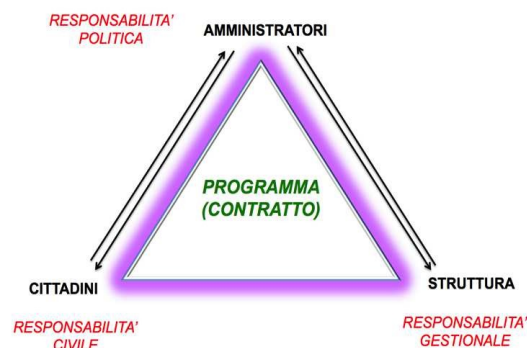 RESPONSABILITA'
POLITICA
AMMINISTRATORI
PROGRAMMA
(CONTRATTO)
CITTADINI
STRUTTURA
RESPONSABILITA'
CIVILE
RESPONSABILITA'
GESTIONALE